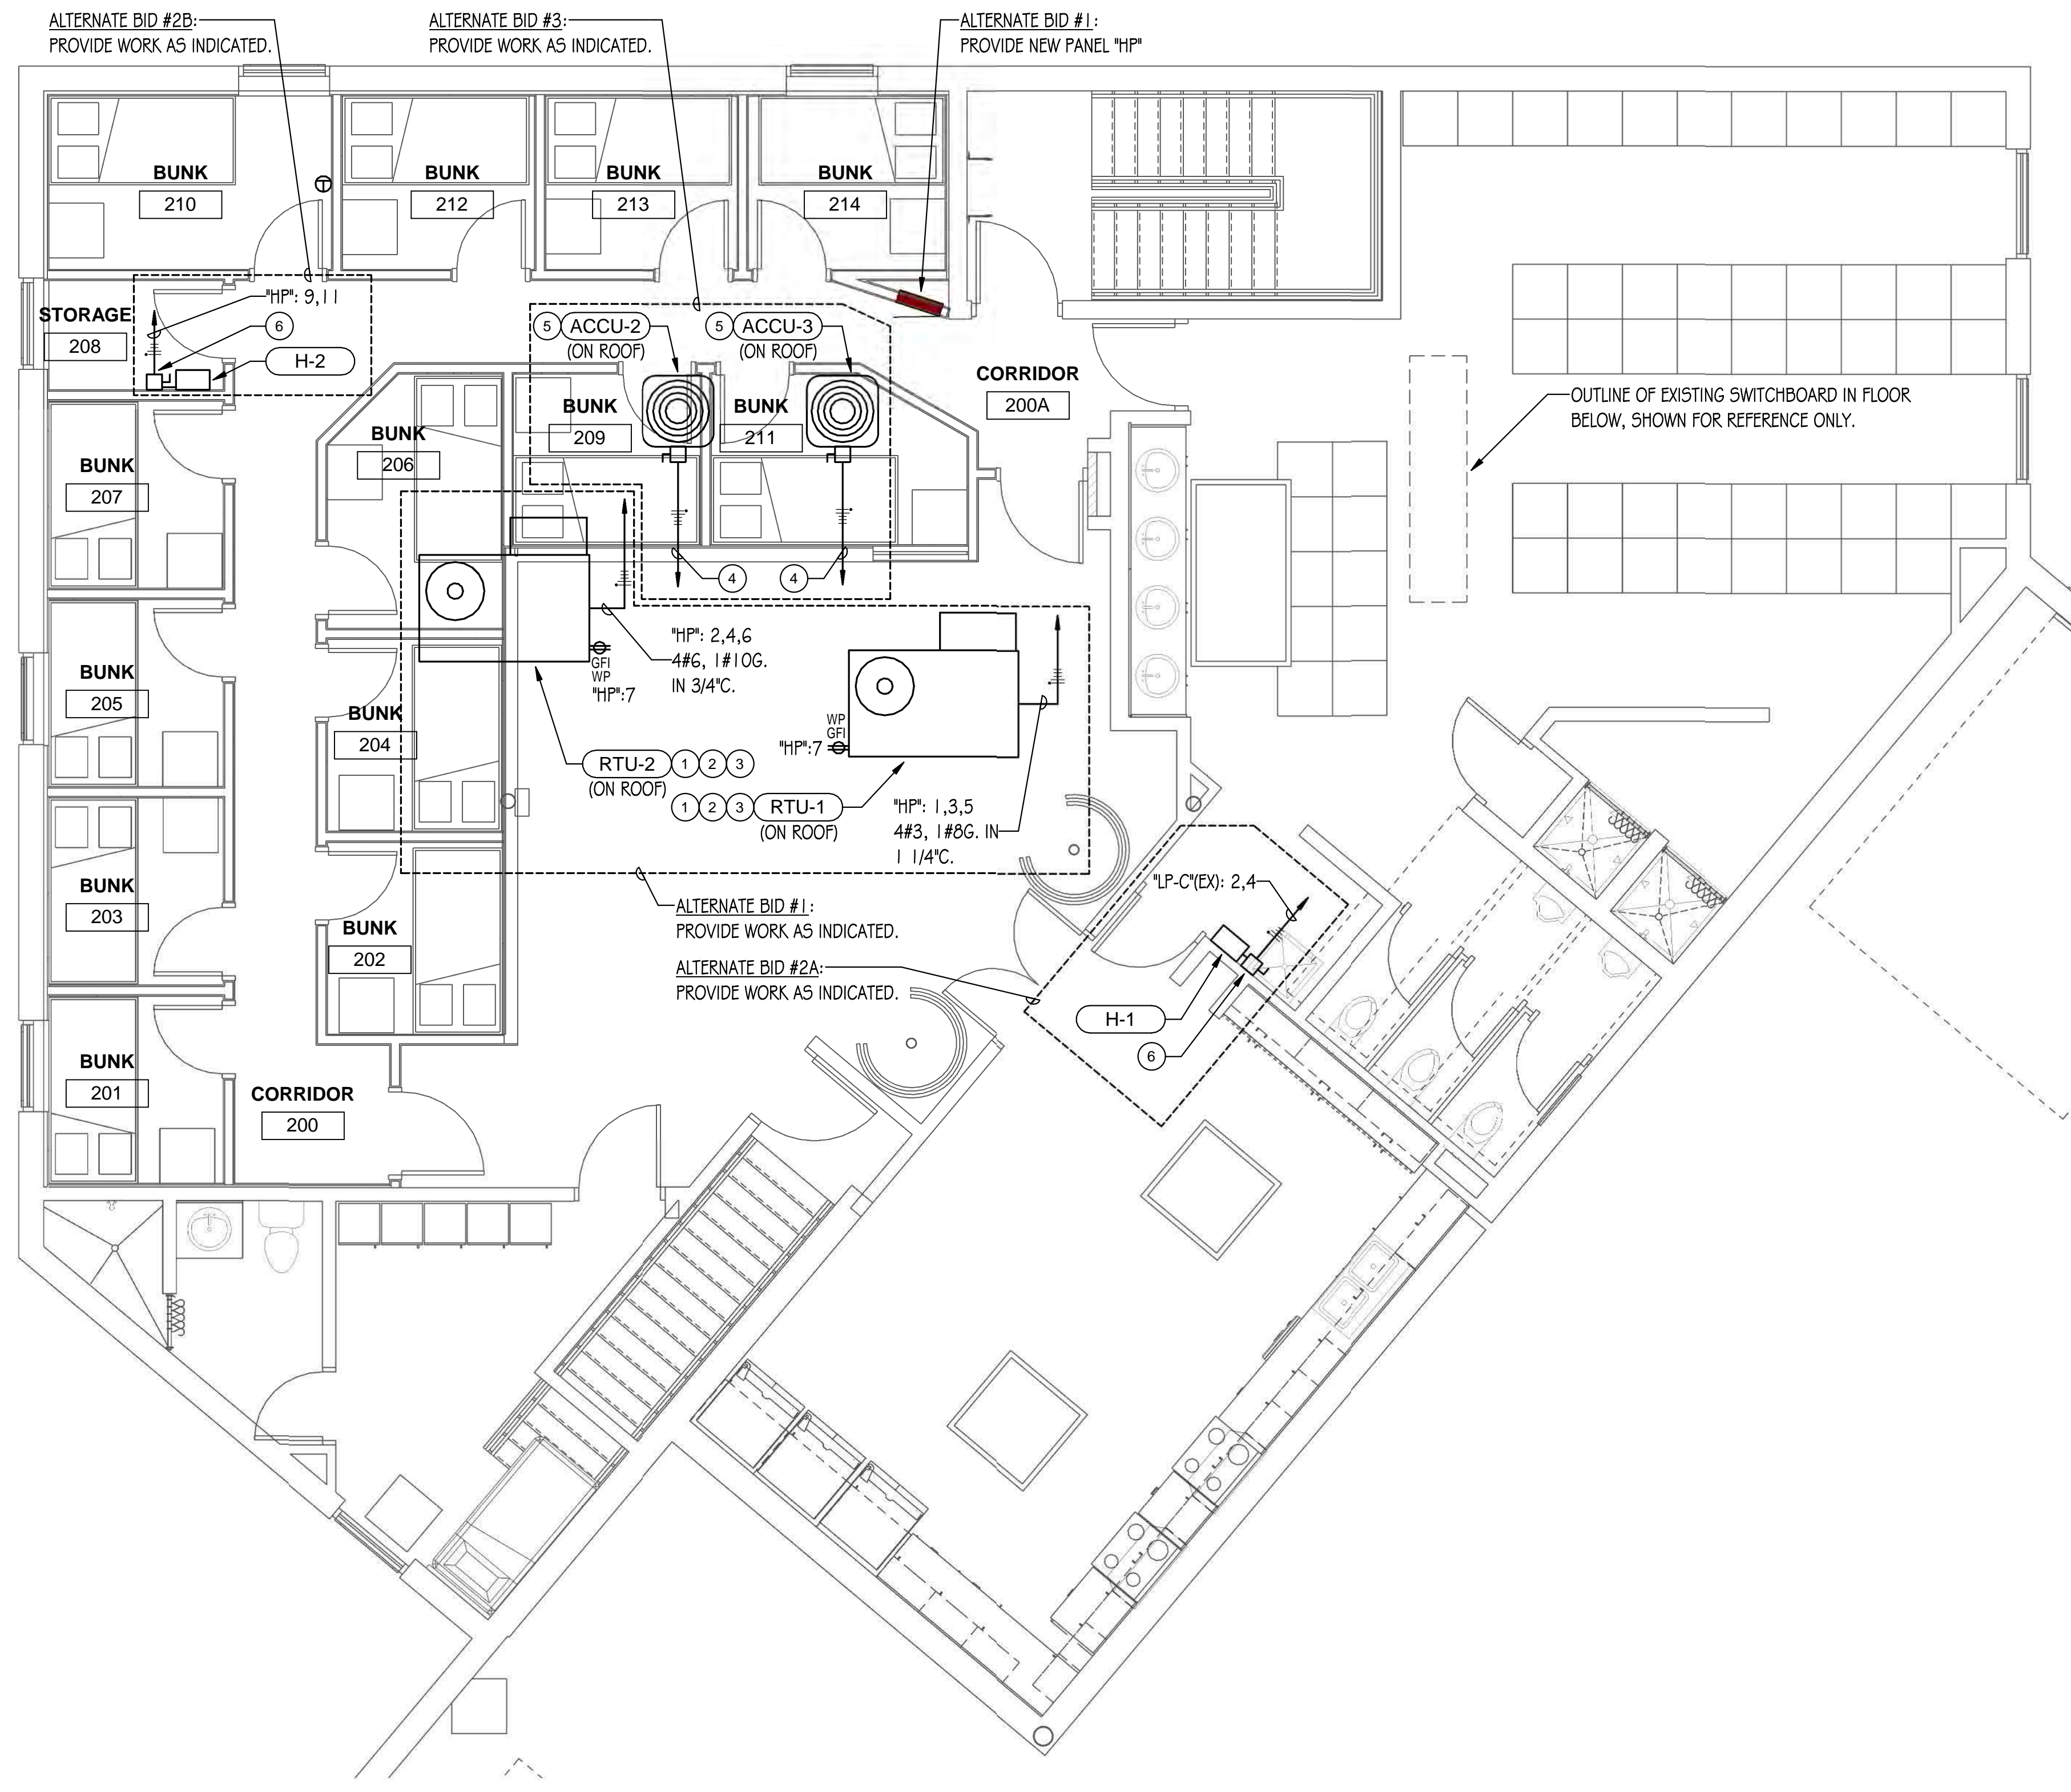 ALTERNATE BID #2B:
PROVIDE WORK AS INDICATED.
ALTERNATE BID #3:
PROVIDE WORK AS INDICATED.
ALTERNATE BID #1:
PROVIDE NEW PANEL "HP"
BUNK
210
BUNK
212
BUNK
213
BUNK
214
STORAGE
208
"HP": 9,11
6
H-2
5
ACCU-2
(ON ROOF)
5
ACCU-3
(ON ROOF)
CORRIDOR
200A
OUTLINE OF EXISTING SWITCHBOARD IN FLOOR
BELOW, SHOWN FOR REFERENCE ONLY.
BUNK
206
BUNK
209
BUNK
211
BUNK
207
4
4
"HP": 2,4,6
4#6, 1#10G.
IN 3/4"C.
GFI
WP
"HP":7
BUNK
205
BUNK
204
WP
GFI
"HP":7
RTU-2
1
2
3
(ON ROOF)
1
2
3
RTU-1
(ON ROOF)
"HP": 1,3,5
4#3, 1#8G. IN
1 1/4"C.
BUNK
203
BUNK
202
ALTERNATE BID #1:
PROVIDE WORK AS INDICATED.
"LP-C"(EX): 2,4
ALTERNATE BID #2A:
PROVIDE WORK AS INDICATED.
H-1
6
BUNK
201
CORRIDOR
200